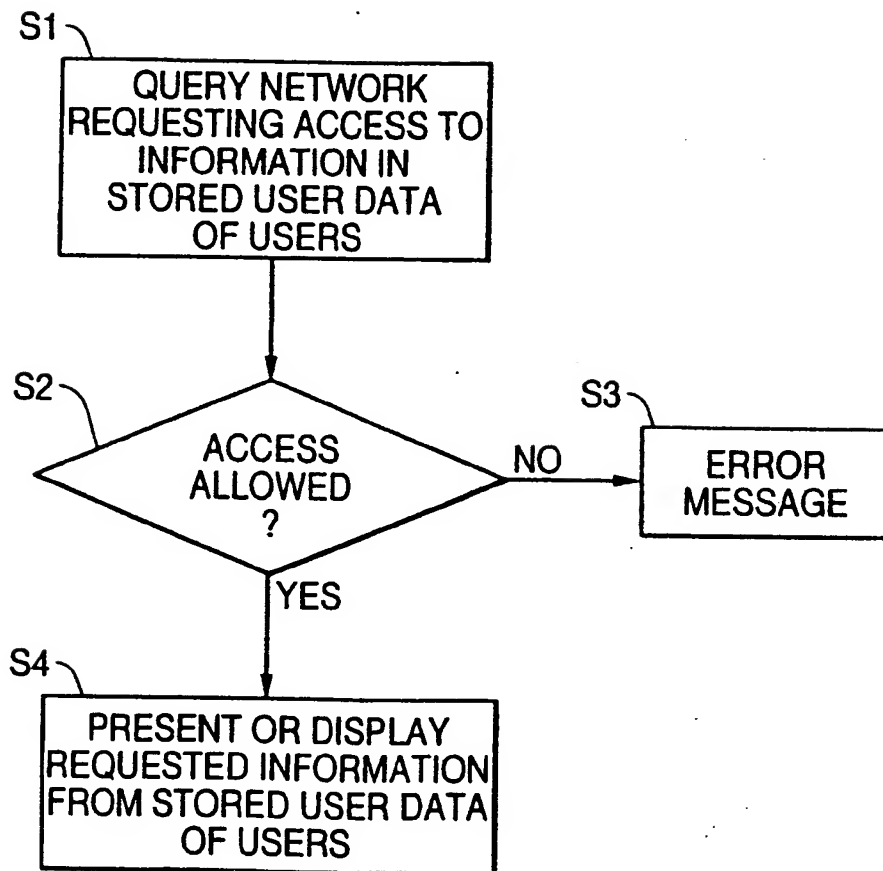 S1
QUERY NETWORK
REQUESTING ACCESS TO
INFORMATION IN
STORED USER DATA
OF USERS
S2
ACCESS
ALLOWED
?
NO
S3
ERROR
MESSAGE
YES
S4
PRESENT OR DISPLAY
REQUESTED INFORMATION
FROM STORED USER DATA
OF USERS